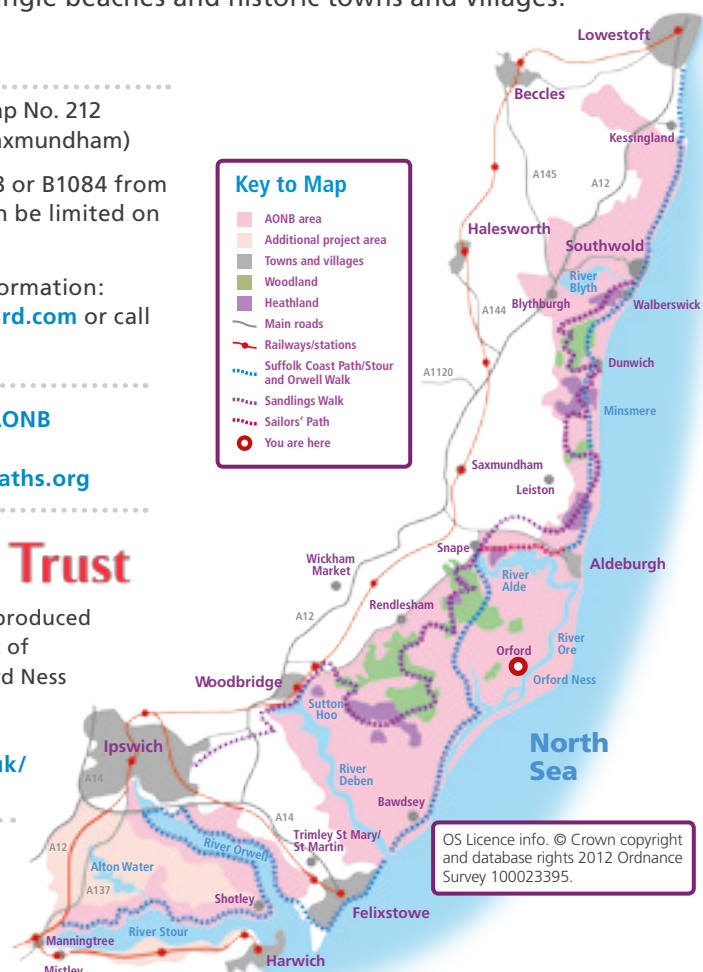 ngle beaches and historic towns and villages.
ap No. 212
axmundham)
B or B1084 from
n be limited on
ormation:
rd.com or call
AONB
aths.org
Trust
produced
t of
rd Ness
uk/
Key to Map
AONB area
Additional project area
Towns and villages
Woodland
Heathland
Main roads
Railways/stations
Suffolk Coast Path/Stour
and Orwell Walk
Sandlings Walk
Sailors' Path
You are here
Lowestoft
Beccles
Kessingland
A145
A12
Halesworth
Southwold
River
Blyth
Blythburgh
Walberswick
A144
Dunwich
A1120
Minsmere
Saxmundham
Leiston
Snape
Aldeburgh
Wickham
Market
River
Alde
Rendlesham
A12
River
Ore
Orford
Orford Ness
Woodbridge
Sutton
Hoo
North
Sea
Ipswich
River
Deben
A14
Bawdsey
A14
Trimley St Mary/
St Martin
River Orwell
A12
Alton Water
A137
Shotley
Felixstowe
River Stour
Manningtree
Harwich
Mistley
OS Licence info. © Crown copyright
and database rights 2012 Ordnance
Survey 100023395.